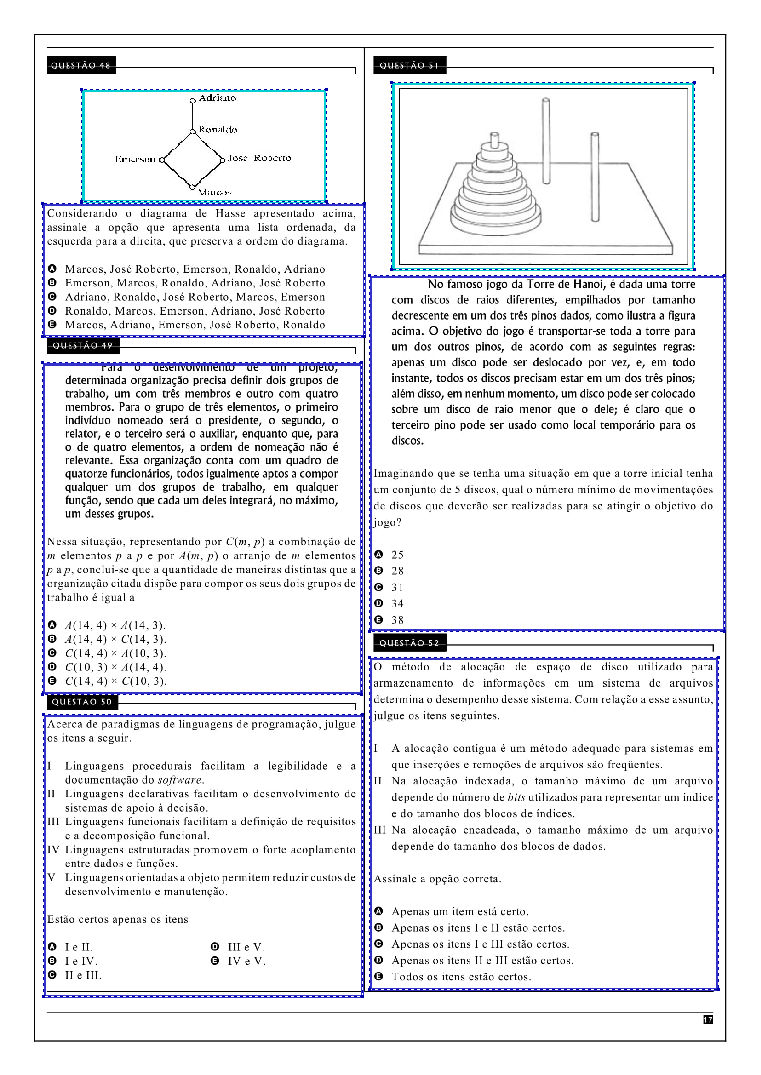 QUESTÃO 48
Adriano
Ronaldo
Emerson
José Roberto
Marcos
Considerando o diagrama de Hasse apresentado acima,
assinale a opção que apresenta uma lista ordenada, da
esquerda para a direita, que preserva a ordem do diagrama.
A Marcos, José Roberto, Emerson, Ronaldo, Adriano
B Emerson, Marcos, Ronaldo, Adriano, José Roberto
C Adriano, Ronaldo, José Roberto, Marcos, Emerson
D Ronaldo, Marcos, Emerson, Adriano, José Roberto
E Marcos, Adriano, Emerson, José Roberto, Ronaldo
QUESTÃO 49
Para o desenvolvimento de um projeto,
determinada organização precisa definir dois grupos de
trabalho, um com três membros e outro com quatro
membros. Para o grupo de três elementos, o primeiro
indivíduo nomeado será o presidente, o segundo, o
relator, e o terceiro será o auxiliar, enquanto que, para
o de quatro elementos, a ordem de nomeação não é
relevante. Essa organização conta com um quadro de
quatorze funcionários, todos igualmente aptos a compor
qualquer um dos grupos de trabalho, em qualquer
função, sendo que cada um deles integrará, no máximo,
um desses grupos.
Nessa situação, representando por C(m, p) a combinação de
m elementos p a p e por A(m, p) o arranjo de m elementos
p a p, conclui-se que a quantidade de maneiras distintas que a
organização citada dispõe para compor os seus dois grupos de
trabalho é igual a
A A(14, 4) × A(14, 3).
B A(14, 4) × C(14, 3).
C C(14, 4) × A(10, 3).
D C(10, 3) × A(14, 4).
E C(14, 4) × C(10, 3).
QUESTÃO 50
Acerca de paradigmas de linguagens de programação, julgue
os itens a seguir.
I Linguagens procedurais facilitam a legibilidade e a
documentação do software.
II Linguagens declarativas facilitam o desenvolvimento de
sistemas de apoio à decisão.
III Linguagens funcionais facilitam a definição de requisitos
e a decomposição funcional.
IV Linguagens estruturadas promovem o forte acoplamento
entre dados e funções.
V Linguagens orientadas a objeto permitem reduzir custos de
desenvolvimento e manutenção.
Estão certos apenas os itens
A I e II.
B I e IV.
C II e III.
D III e V.
E IV e V.
QUESTÃO 51
No famoso jogo da Torre de Hanoi, é dada uma torre
com discos de raios diferentes, empilhados por tamanho
decrescente em um dos três pinos dados, como ilustra a figura
acima. O objetivo do jogo é transportar-se toda a torre para
um dos outros pinos, de acordo com as seguintes regras:
apenas um disco pode ser deslocado por vez, e, em todo
instante, todos os discos precisam estar em um dos três pinos;
além disso, em nenhum momento, um disco pode ser colocado
sobre um disco de raio menor que o dele; é claro que o
terceiro pino pode ser usado como local temporário para os
discos.
Imaginando que se tenha uma situação em que a torre inicial tenha
um conjunto de 5 discos, qual o número mínimo de movimentações
de discos que deverão ser realizadas para se atingir o objetivo do
jogo?
A 25
B 28
C 31
D 34
E 38
QUESTÃO 52
O método de alocação de espaço de disco utilizado para
armazenamento de informações em um sistema de arquivos
determina o desempenho desse sistema. Com relação a esse assunto,
julgue os itens seguintes.
I A alocação contígua é um método adequado para sistemas em
que inserções e remoções de arquivos são freqüentes.
II Na alocação indexada, o tamanho máximo de um arquivo
depende do número de bits utilizados para representar um índice
e do tamanho dos blocos de índices.
III Na alocação encadeada, o tamanho máximo de um arquivo
depende do tamanho dos blocos de dados.
Assinale a opção correta.
A Apenas um item está certo.
B Apenas os itens I e II estão certos.
C Apenas os itens I e III estão certos.
D Apenas os itens II e III estão certos.
E Todos os itens estão certos.
17